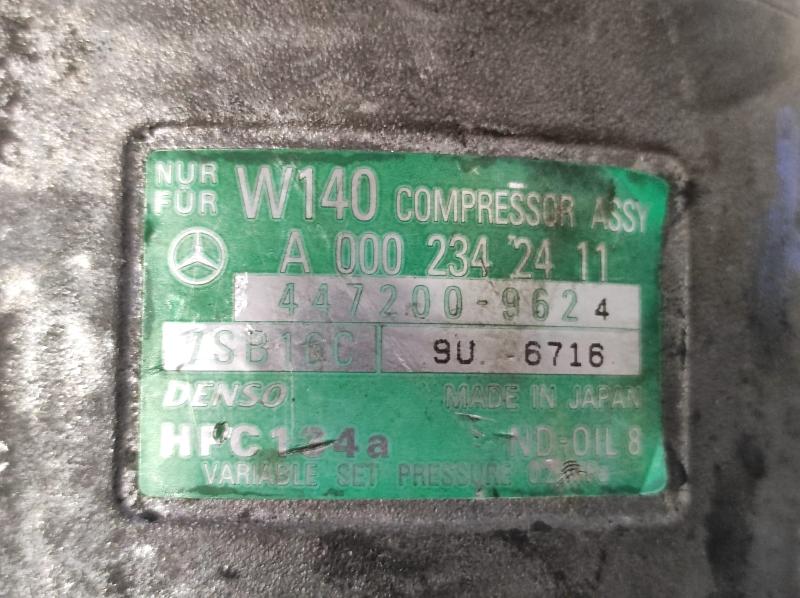 NUR FÜR W140 COMPRESSOR ASSY
A 000 234 24 11
447200-9624
7SB16C 9U 6716
DENSO MADE IN JAPAN
HFC134a ND-OIL 8
VARIABLE SET PRESSURE